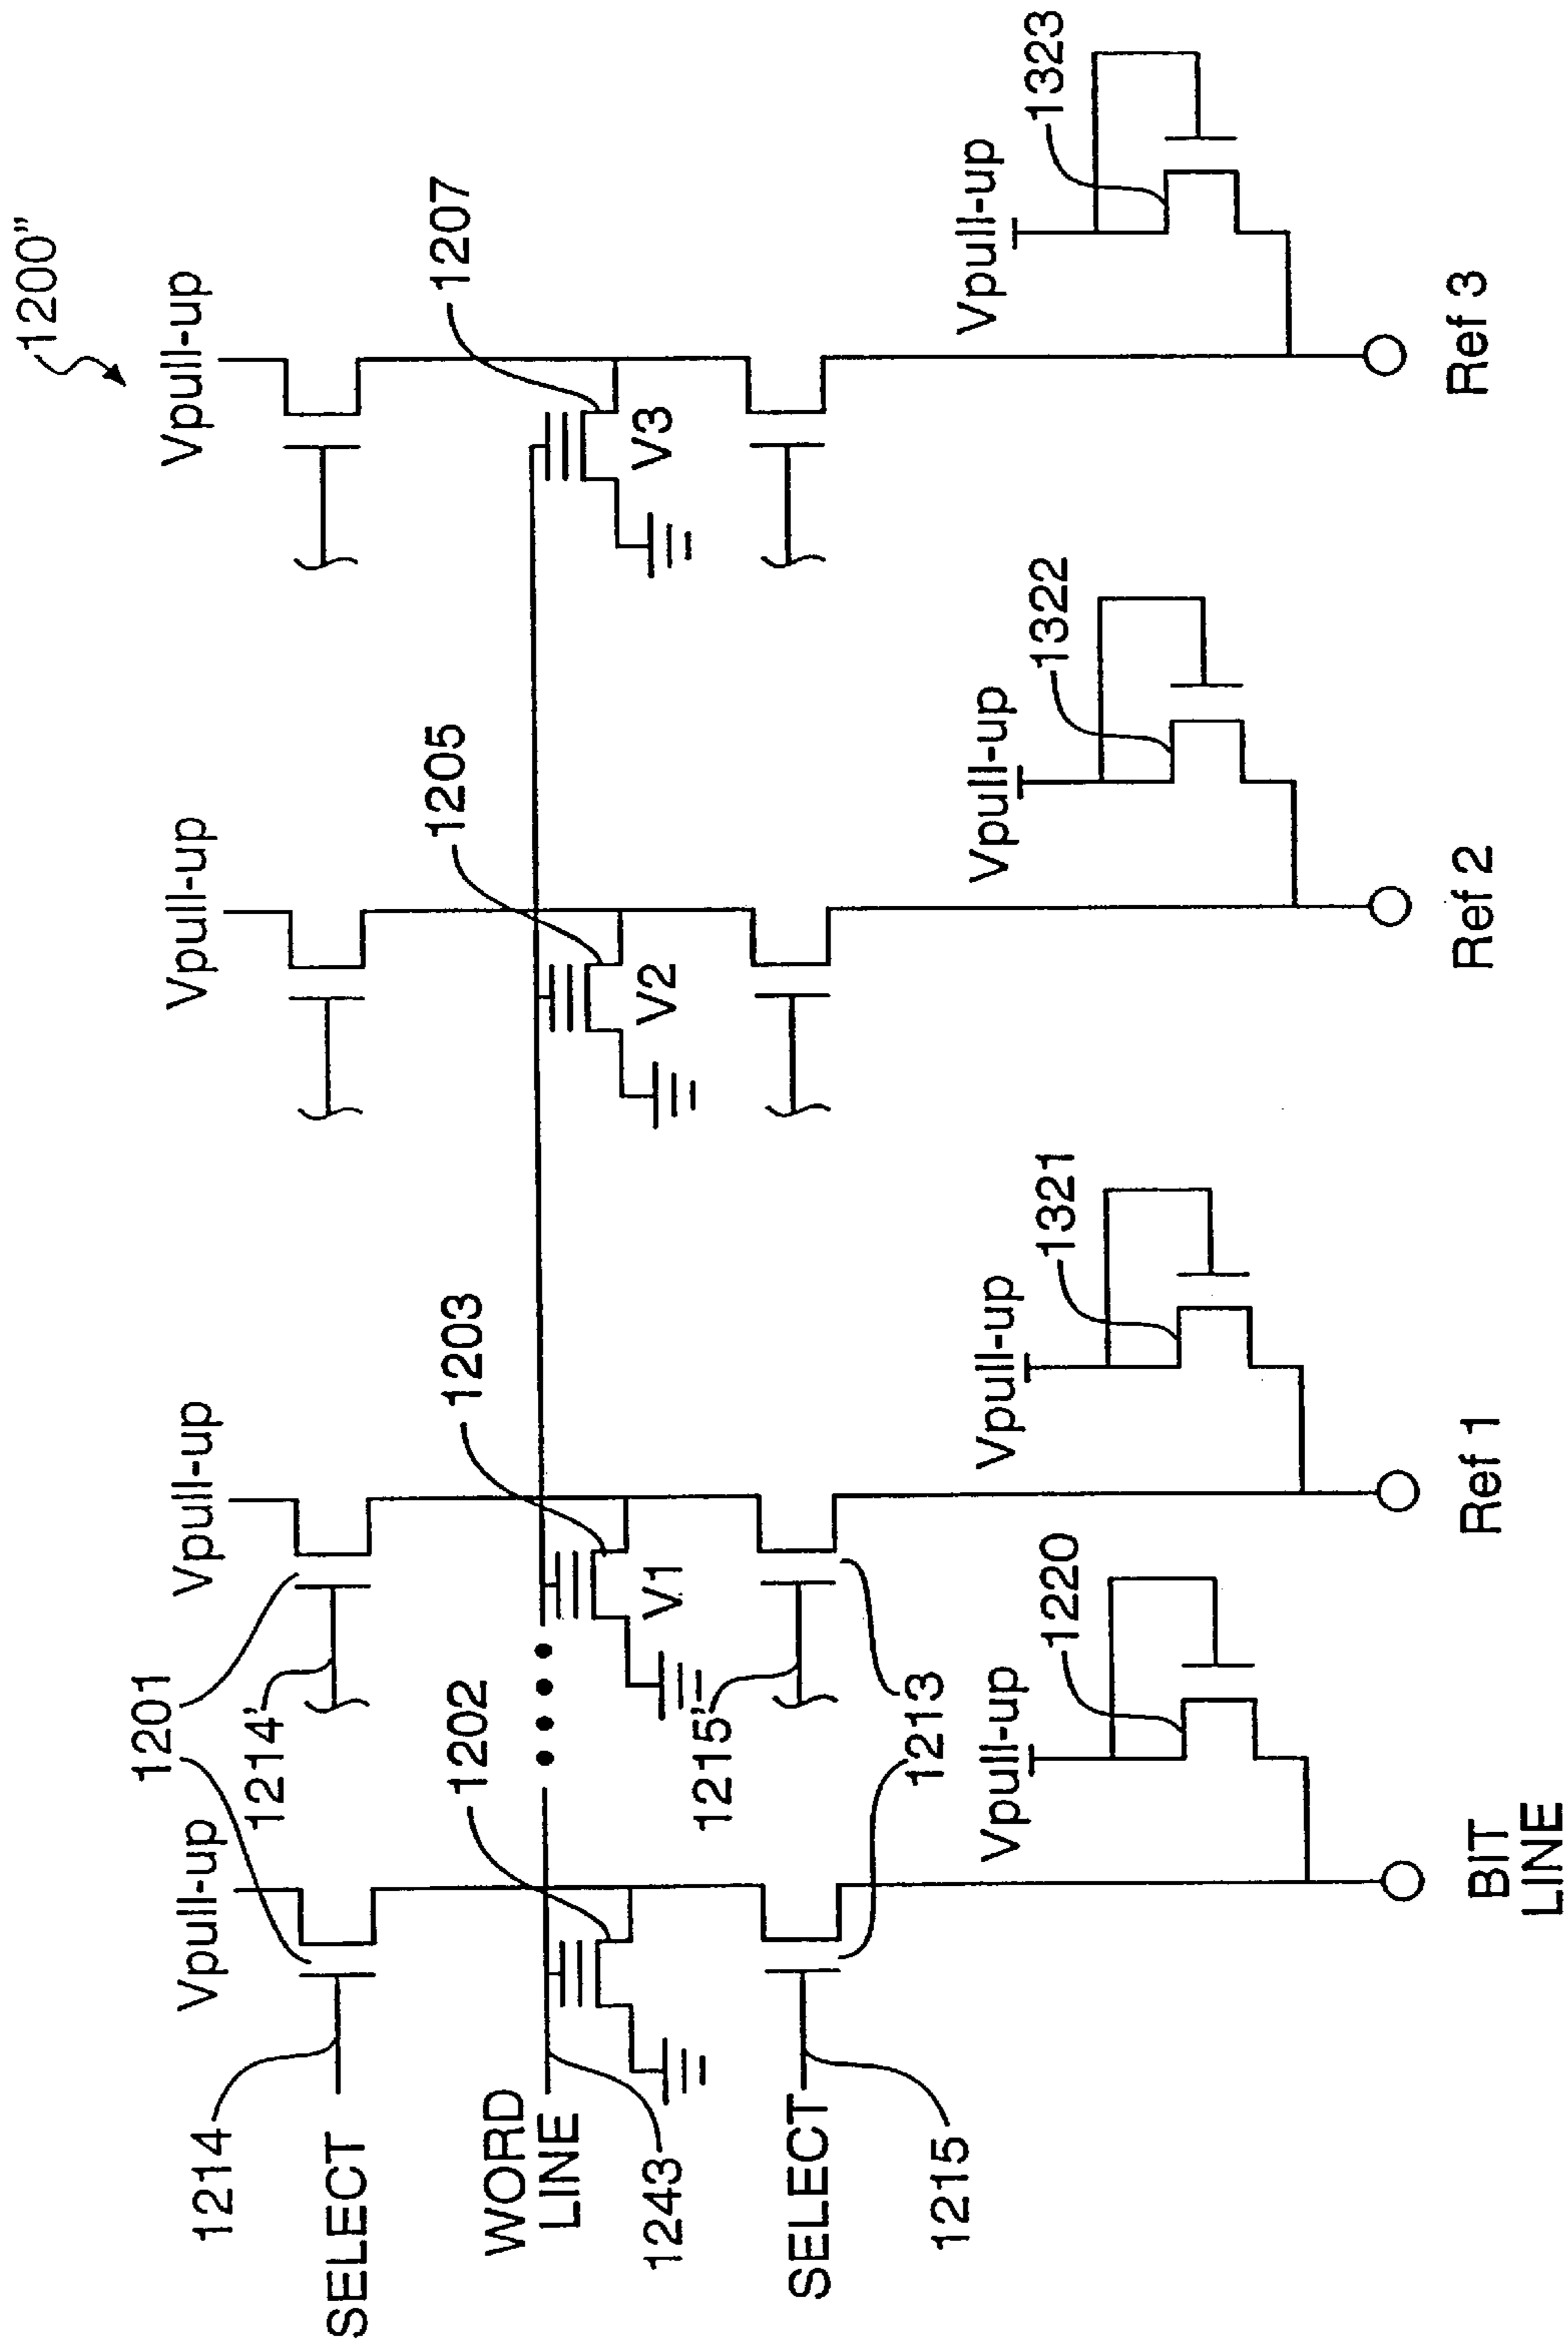 1200”
Vpull-up
Vpull-up
Vpull-up
Vpull-up
1201
1214
1214'
SELECT
1202
1203
1205
1207
WORD
LINE
V1
V2
V3
1243
1215'
SELECT
1215
1213
Vpull-up
1220
Vpull-up
1321
Vpull-up
1322
Vpull-up
1323
BIT
LINE
Ref 1
Ref 2
Ref 3